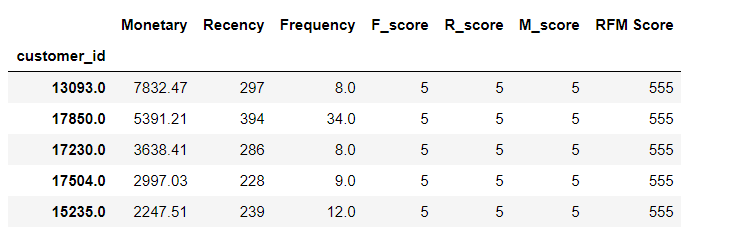 Monetary Recency Frequency F_score R_score M_score RFM Score
customer_id
13093.0 7832.47 297 8.0 5 5 5 555
17850.0 5391.21 394 34.0 5 5 5 555
17230.0 3638.41 286 8.0 5 5 5 555
17504.0 2997.03 228 9.0 5 5 5 555
15235.0 2247.51 239 12.0 5 5 5 555